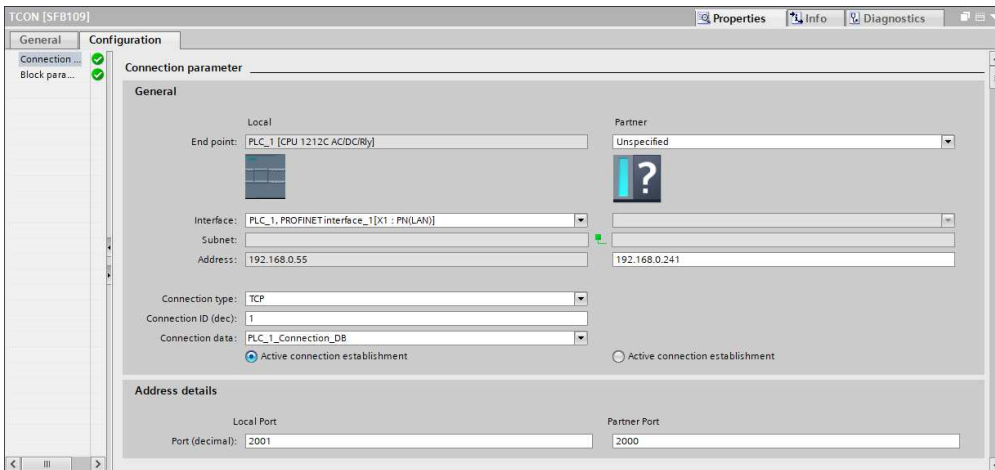 TCON [SFB109]
Properties Info Diagnostics
General Configuration
Connection ...
Block para...
Connection parameter
General
Local Partner
End point: PLC_1 [CPU 1212C AC/DC/Rly] Unspecified
?
Interface: PLC_1, PROFINET interface_1[X1 : PN(LAN)]
Subnet:
Address: 192.168.0.55 192.168.0.241
Connection type: TCP
Connection ID (dec): 1
Connection data: PLC_1_Connection_DB
Active connection establishment Active connection establishment
Address details
Local Port Partner Port
Port (decimal): 2001 2000